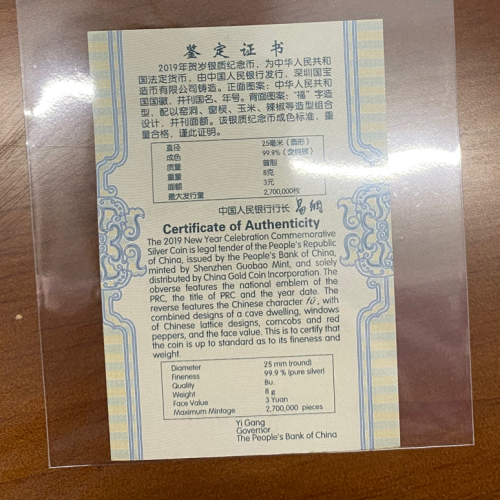 鉴定证书
2019年贺岁银质纪念币，为中华人民共和
国法定货币，由中国人民银行发行，深圳国宝
造币有限公司铸造。正面图案：中华人民共和
国国徽，并刊国名、年号。背面图案：“福”字造
型，配以窑洞、窗棂、玉米、辣椒等造型组合
设计，并刊面额。该银质纪念币成色标准，重
量合格，谨此证明。
直径 25毫米（圆形）
成色 99.9%（含纯银）
质量 普制
重量 8克
面额 3元
最大发行量 2,700,000枚
中国人民银行行长 易纲
Certificate of Authenticity
The 2019 New Year Celebration Commemorative
Silver Coin is legal tender of the People's Republic
of China, issued by the People's Bank of China,
minted by Shenzhen Guobao Mint, and solely
distributed by China Gold Coin Incorporation. The
obverse features the national emblem of the
PRC, the title of PRC and the year date. The
reverse features the Chinese character fú, with
combined designs of a cave dwelling, windows
of Chinese lattice designs, corncobs and red
peppers, and the face value. This is to certify that
the coin is up to standard as to its fineness and
weight.
Diameter 25 mm (round)
Fineness 99.9 % (pure silver)
Quality Bu.
Weight 8 g
Face Value 3 Yuan
Maximum Mintage 2,700,000 pieces
Yi Gang
Governor
The People's Bank of China